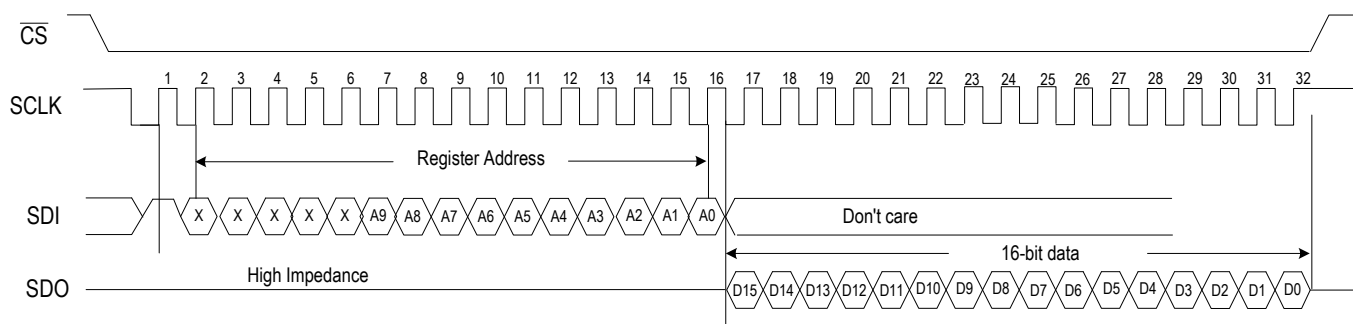 CS
1 2 3 4 5 6 7 8 9 10 11 12 13 14 15 16 17 18 19 20 21 22 23 24 25 26 27 28 29 30 31 32
SCLK
Register Address
SDI X X X X X A9 A8 A7 A6 A5 A4 A3 A2 A1 A0 Don't care
High Impedance 16-bit data
SDO D15 D14 D13 D12 D11 D10 D9 D8 D7 D6 D5 D4 D3 D2 D1 D0